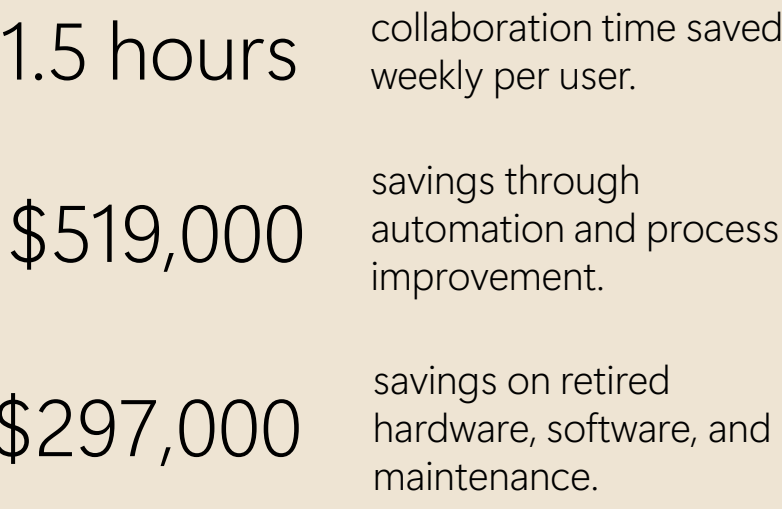 1.5 hours
collaboration time saved
weekly per user.
$519,000
savings through
automation and process
improvement.
$297,000
savings on retired
hardware, software, and
maintenance.